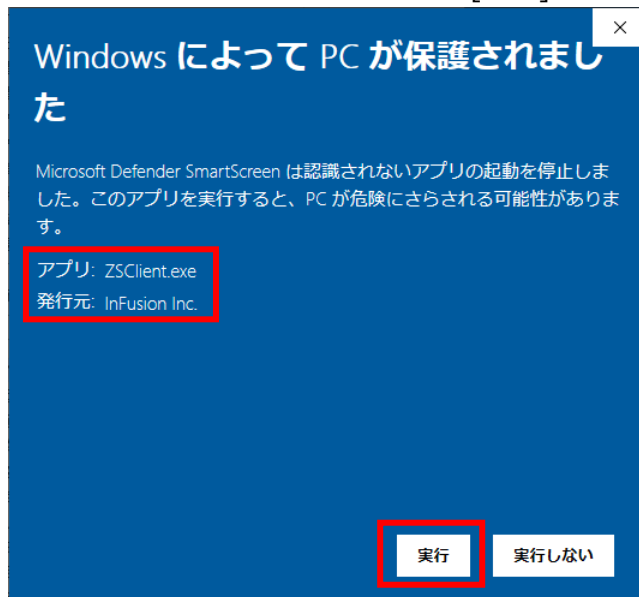 Windows によって PC が保護されまし
た
Microsoft Defender SmartScreen は認識されないアプリの起動を停止しま
した。このアプリを実行すると、PC が危険にさらされる可能性がありま
す。
アプリ: ZSClient.exe
発行元: InFusion Inc.
実行 実行しない